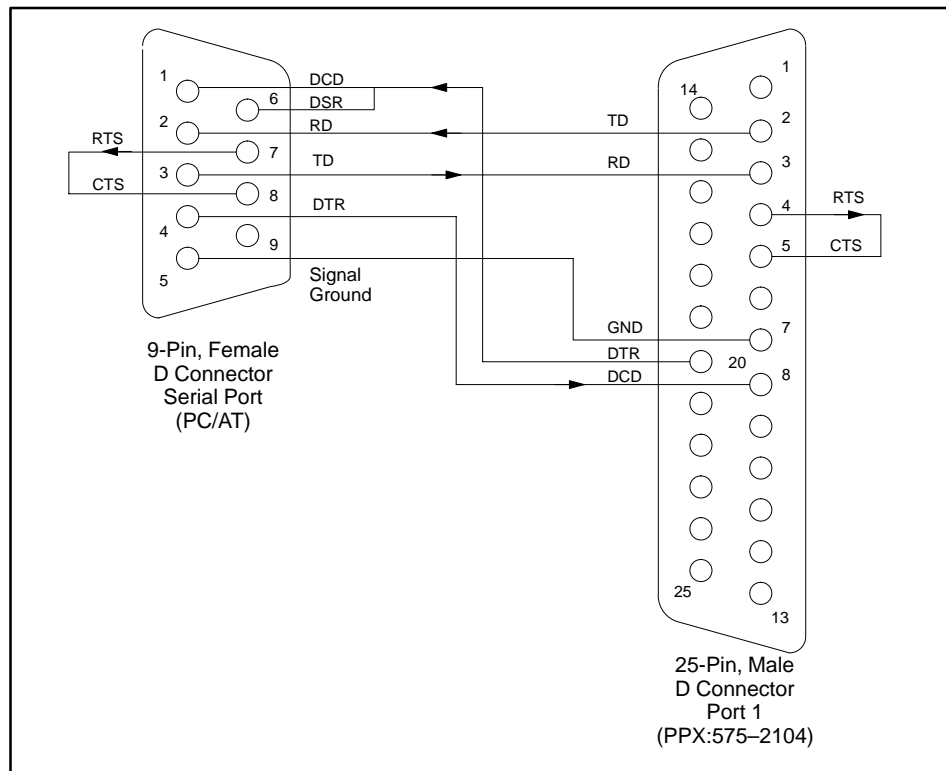 1
DCD
6
DSR
2
RD
RTS
7
3
TD
CTS
8
DTR
4
9
5
Signal
Ground
9-Pin, Female
D Connector
Serial Port
(PC/AT)
1
14
TD
2
RD
3
4
RTS
5
CTS
GND
7
DTR
20
DCD
8
25
13
25-Pin, Male
D Connector
Port 1
(PPX:575–2104)